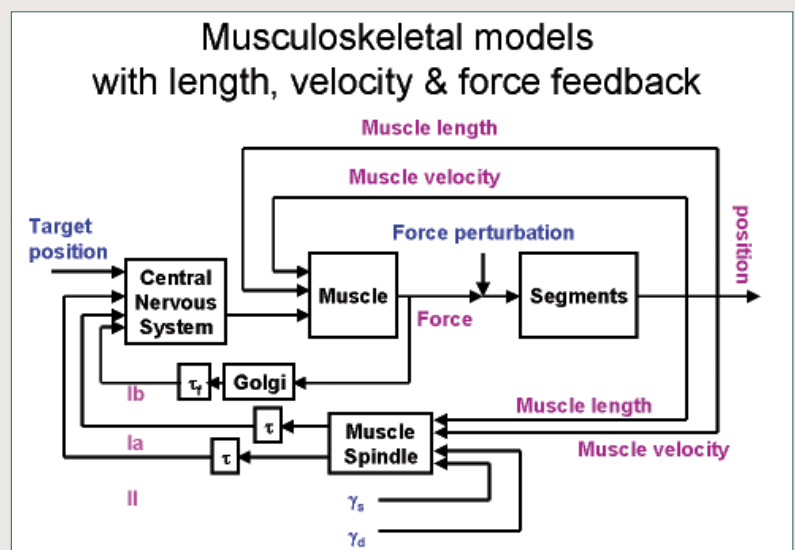 Musculoskeletal models
with length, velocity & force feedback
Muscle length
Muscle velocity
position
Target
position
Force perturbation
Central
Nervous
System
Muscle
Segments
Force
τf
Golgi
Ib
τ
Muscle length
Ia
Muscle
Spindle
τ
Muscle velocity
II
γs
γd